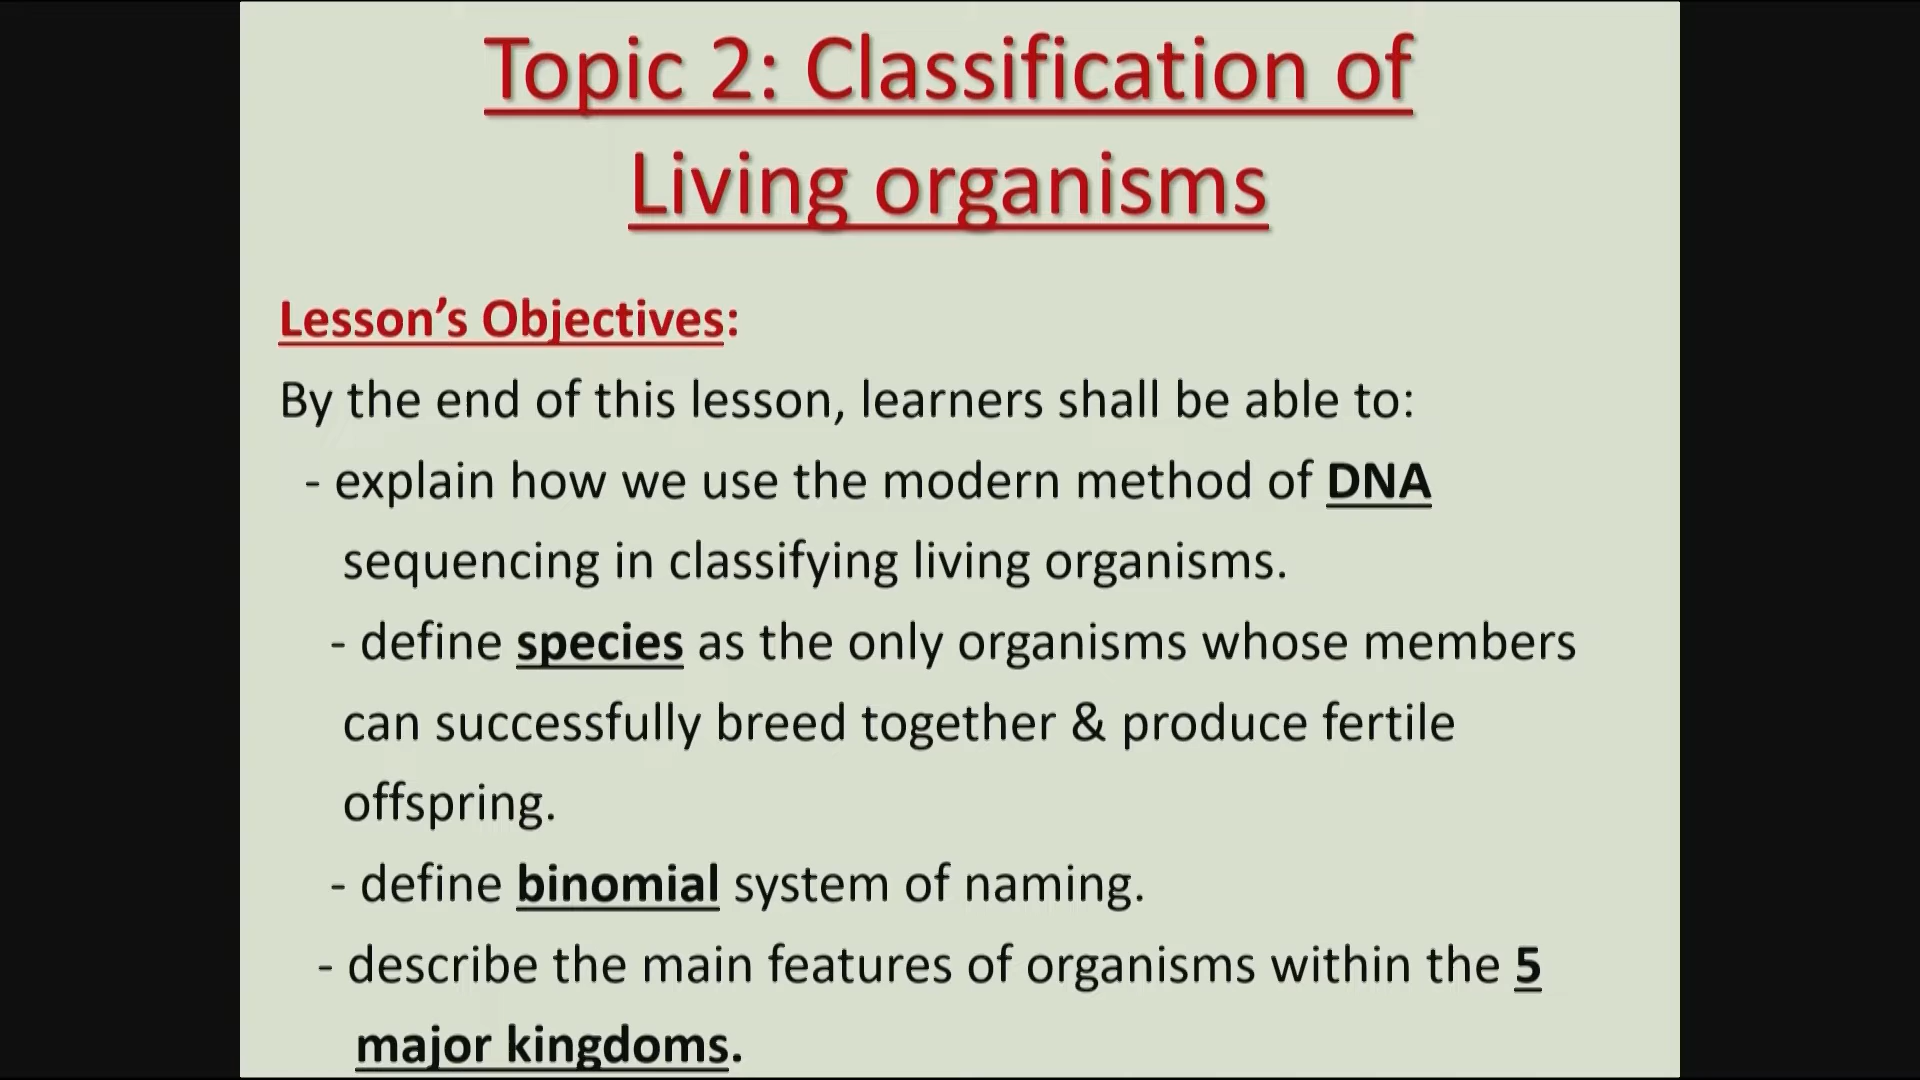 Topic 2: Classification of
Living organisms
Lesson’s Objectives:
By the end of this lesson, learners shall be able to:
- explain how we use the modern method of DNA
sequencing in classifying living organisms.
- define species as the only organisms whose members
can successfully breed together & produce fertile
offspring.
- define binomial system of naming.
- describe the main features of organisms within the 5
major kingdoms.